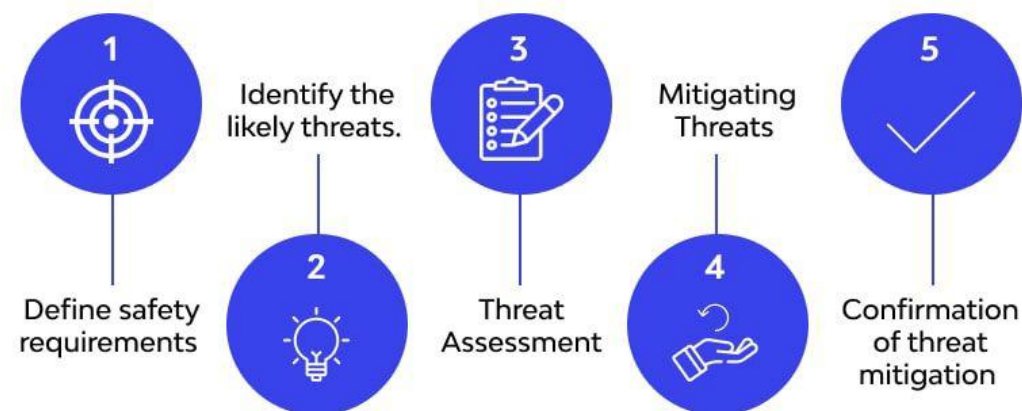 1
Define safety
requirements
Identify the
likely threats.
2
3
Threat
Assessment
Mitigating
Threats
4
5
Confirmation
of threat
mitigation